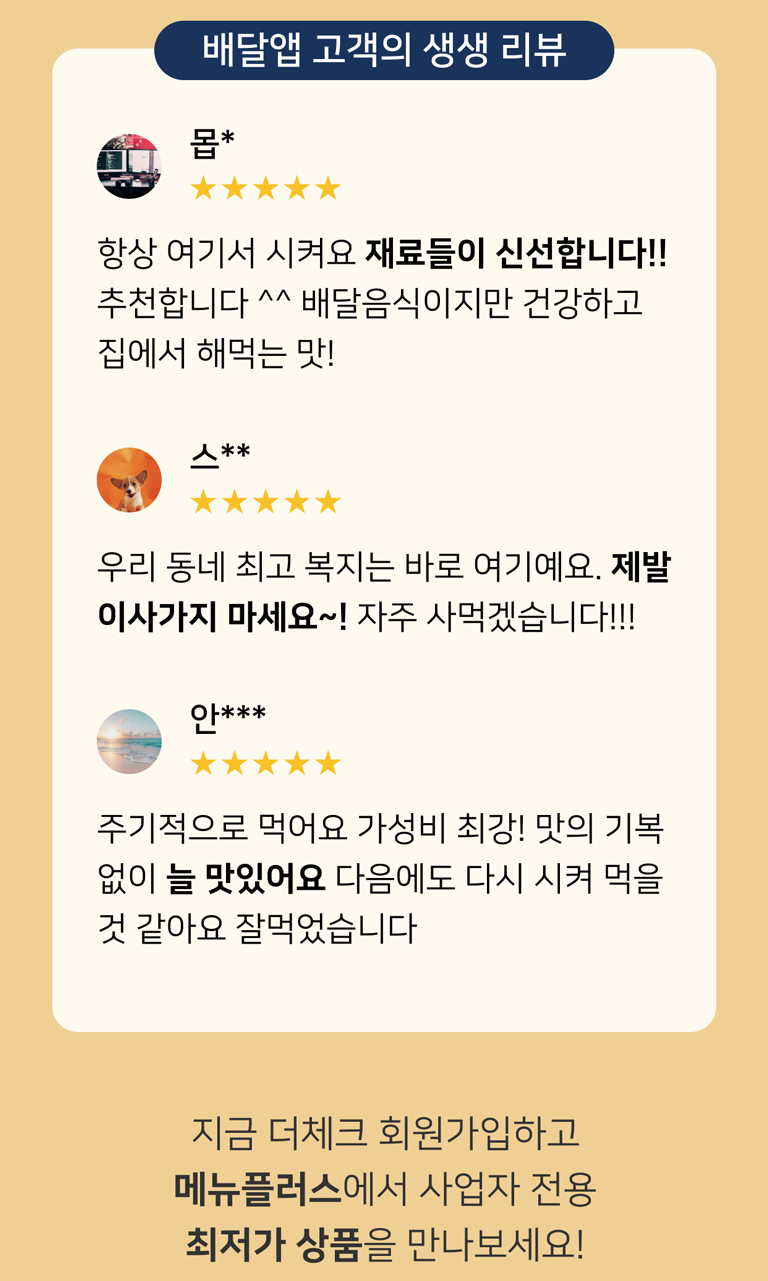 배달앱 고객의 생생 리뷰
몹*
★★★★★
항상 여기서 시켜요 재료들이 신선합니다!!
추천합니다 ^^ 배달음식이지만 건강하고
집에서 해먹는 맛!
스**
★★★★★
우리 동네 최고 복지는 바로 여기예요. 제발
이사가지 마세요~! 자주 사먹겠습니다!!!
안***
★★★★★
주기적으로 먹어요 가성비 최강! 맛의 기복
없이 늘 맛있어요 다음에도 다시 시켜 먹을
것 같아요 잘먹었습니다
지금 더체크 회원가입하고
메뉴플러스에서 사업자 전용
최저가 상품을 만나보세요!